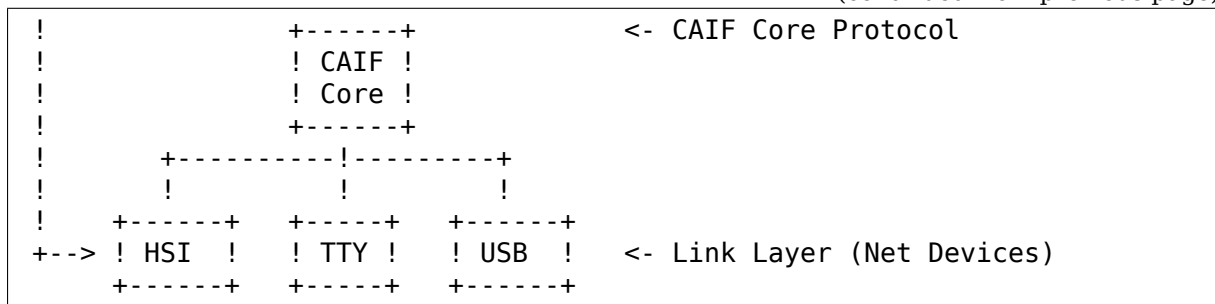 !                +------+          <- CAIF Core Protocol
!                ! CAIF !
!                ! Core !
!                +------+
!       +----------!---------+
!       !          !         !
!    +------+   +-----+   +------+
+--> ! HSI  !   ! TTY !   ! USB  !   <- Link Layer (Net Devices)
     +------+   +-----+   +------+